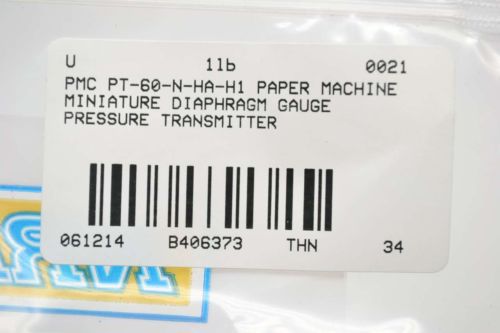 U 1lb 0021
PMC PT-60-N-HA-H1 PAPER MACHINE
MINIATURE DIAPHRAGM GAUGE
PRESSURE TRANSMITTER
061214 B406373 THN 34